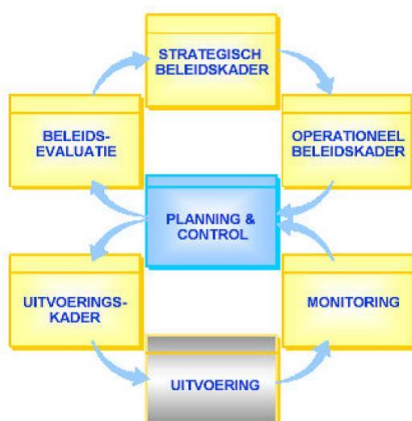 STRATEGISCH
BELEIDSKADER
BELEIDS-
EVALUATIE
OPERATIONEEL
BELEIDSKADER
PLANNING &
CONTROL
UITVOERINGS-
KADER
MONITORING
UITVOERING